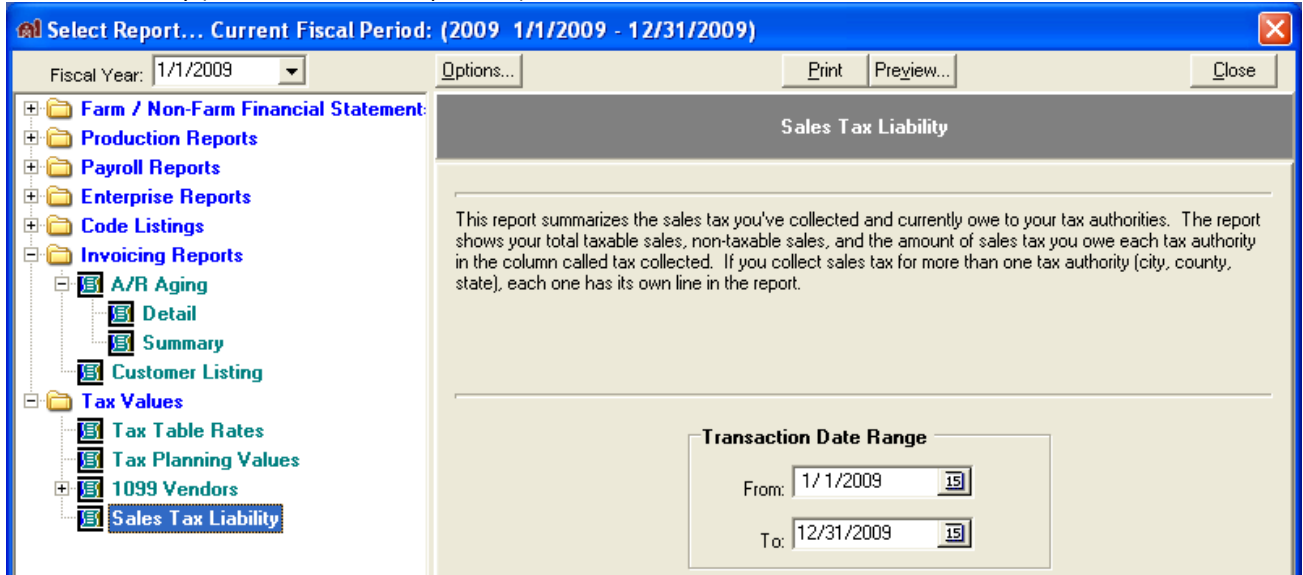 Select Report... Current Fiscal Period: (2009 1/1/2009 - 12/31/2009)
Fiscal Year: 1/1/2009
Options...
Print
Preview...
Close
Farm / Non-Farm Financial Statement
Production Reports
Payroll Reports
Enterprise Reports
Code Listings
Invoicing Reports
A/R Aging
Detail
Summary
Customer Listing
Tax Values
Tax Table Rates
Tax Planning Values
1099 Vendors
Sales Tax Liability
Sales Tax Liability
This report summarizes the sales tax you've collected and currently owe to your tax authorities. The report
shows your total taxable sales, non-taxable sales, and the amount of sales tax you owe each tax authority
in the column called tax collected. If you collect sales tax for more than one tax authority (city, county,
state), each one has its own line in the report.
Transaction Date Range
From: 1/ 1/2009 15
To: 12/31/2009 15